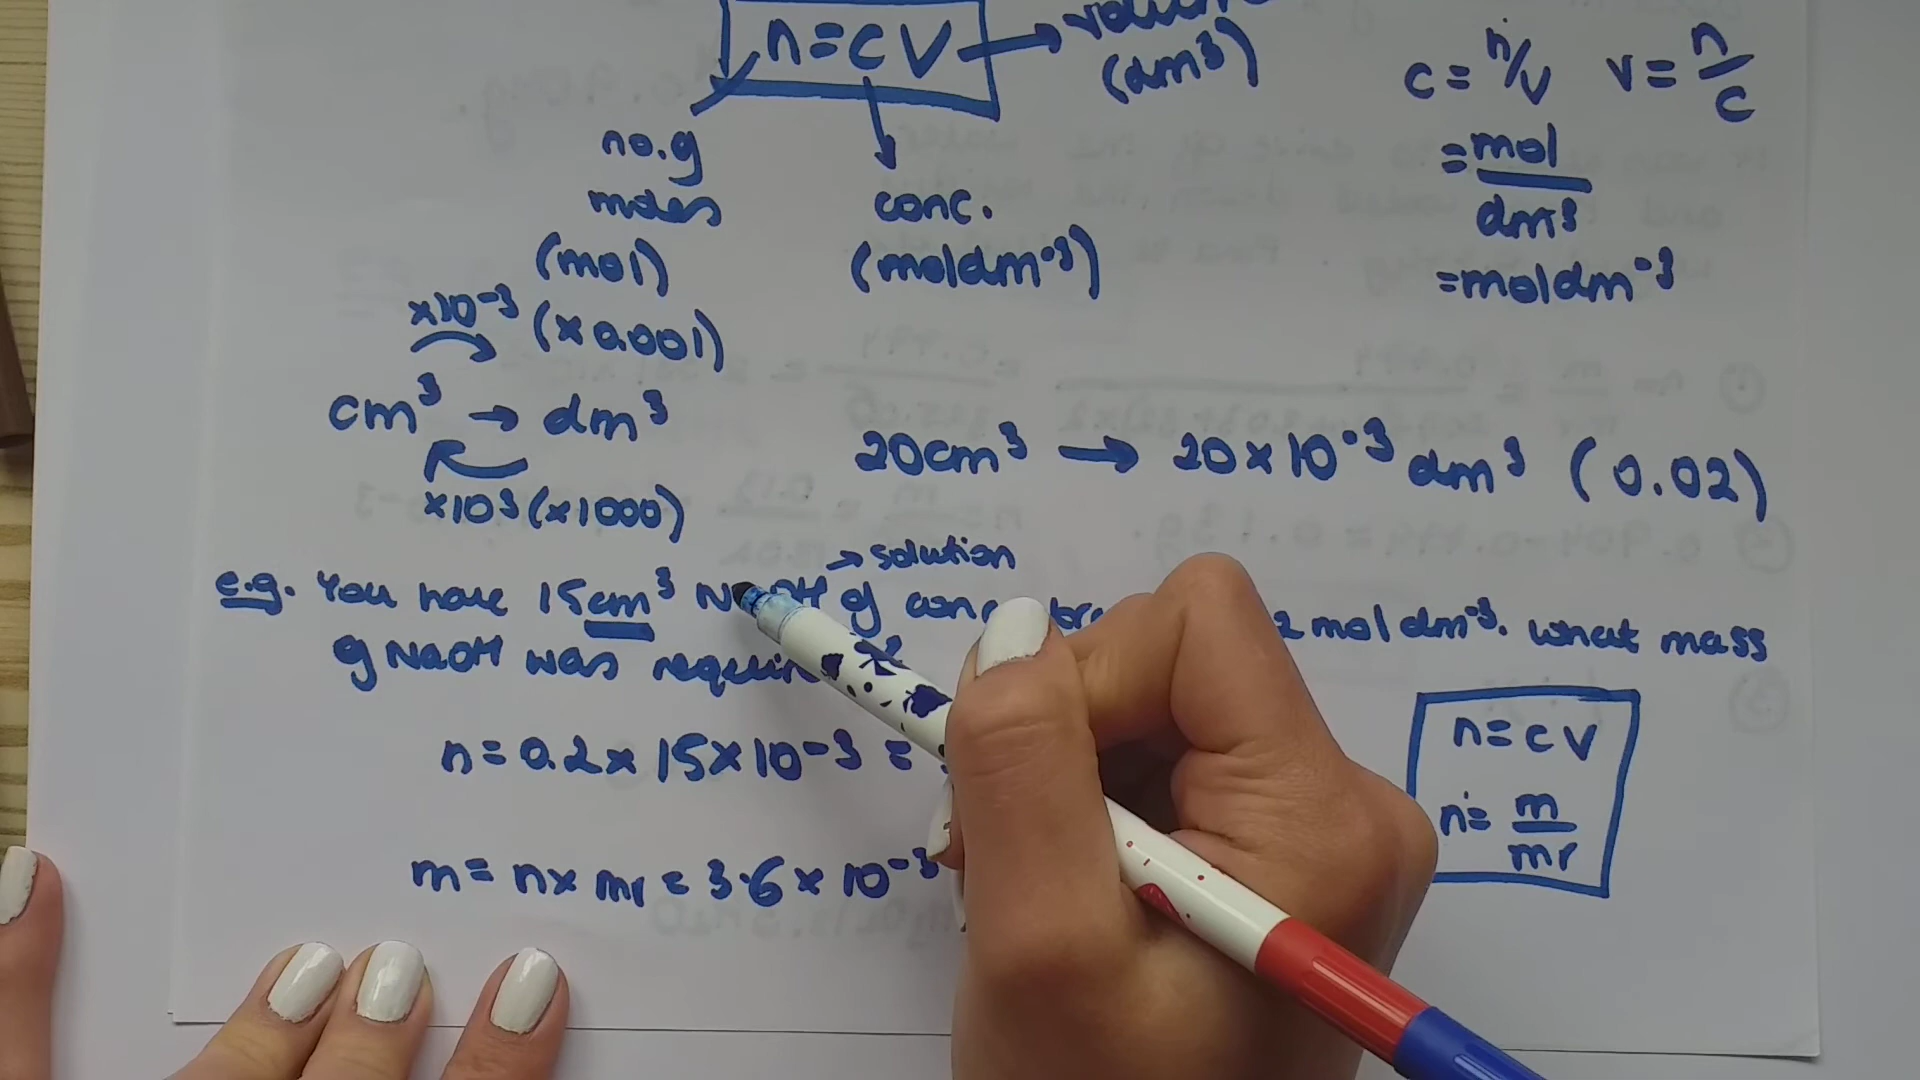 n=cV
(dm³)
c = n/v v = n/c
= mol/dm³
= moldm-3
no. of
moles
(mol)
conc.
(moldm-3)
×10-3 (×0.001)
cm³ → dm³
×103 (×1000)
20cm³ → 20×10-3 dm³ (0.02)
→ solution
e.g. You have 15cm³ of 2 mol dm-3. What mass
of NaOH was
n = 0.2 × 15×10-3 =
m = n× mr = 3.6 × 10-3
n=cV
n= m/mr